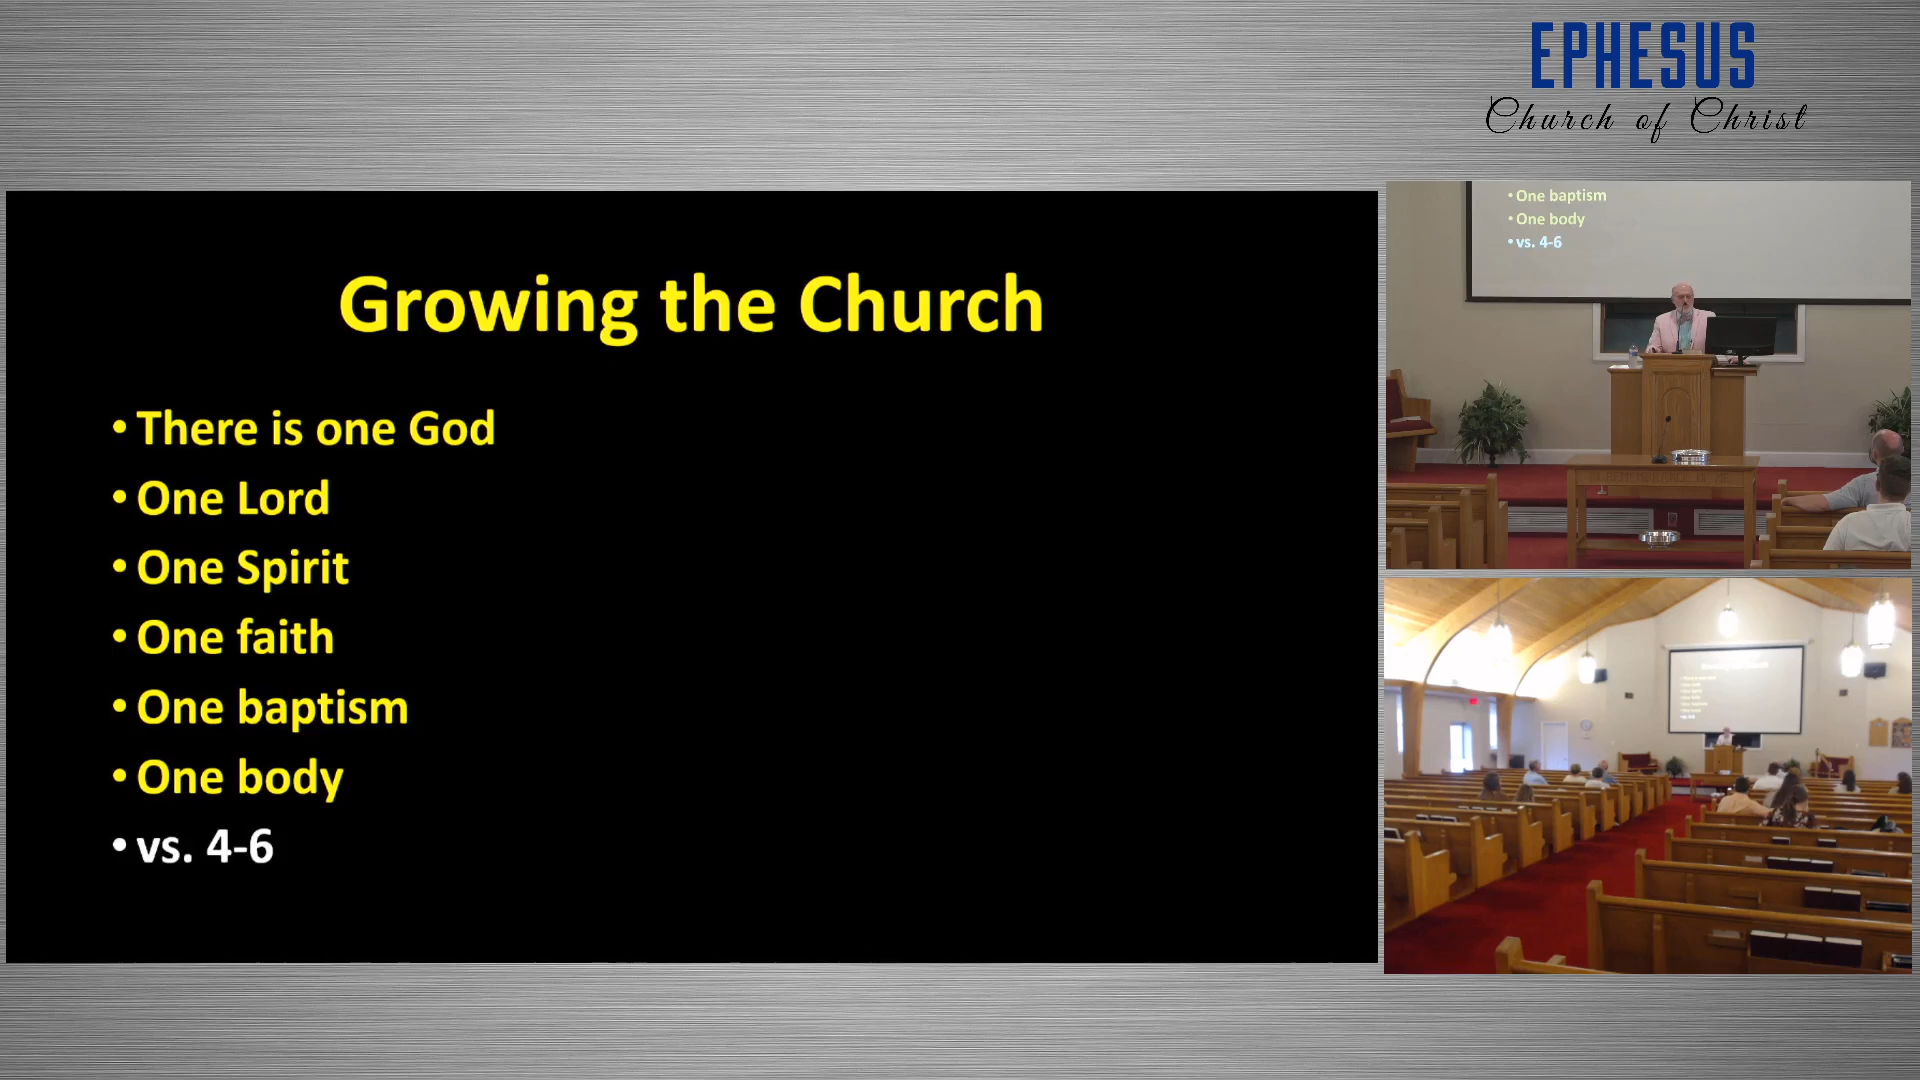 EPHESUS
Church of Christ
Growing the Church
• There is one God
• One Lord
• One Spirit
• One faith
• One baptism
• One body
• vs. 4-6
• One baptism
• One body
• vs. 4-6